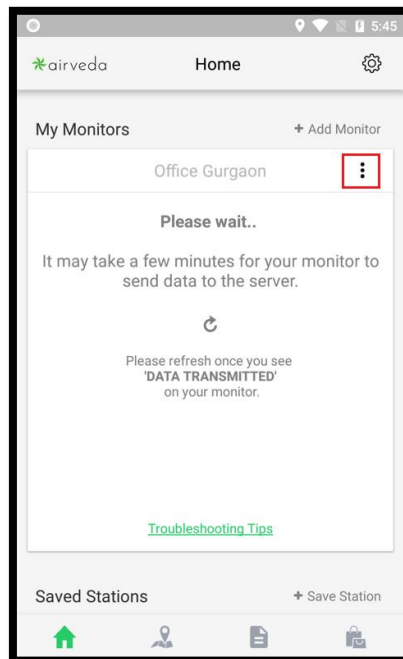 5:45
airveda
Home
My Monitors
+ Add Monitor
Office Gurgaon
Please wait..
It may take a few minutes for your monitor to
send data to the server.
Please refresh once you see
'DATA TRANSMITTED'
on your monitor.
Troubleshooting Tips
Saved Stations
+ Save Station